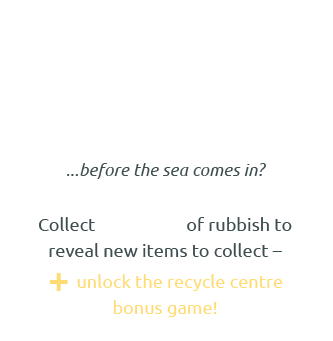 ...before the sea comes in?
Collect of rubbish to
reveal new items to collect –
+ unlock the recycle centre
bonus game!